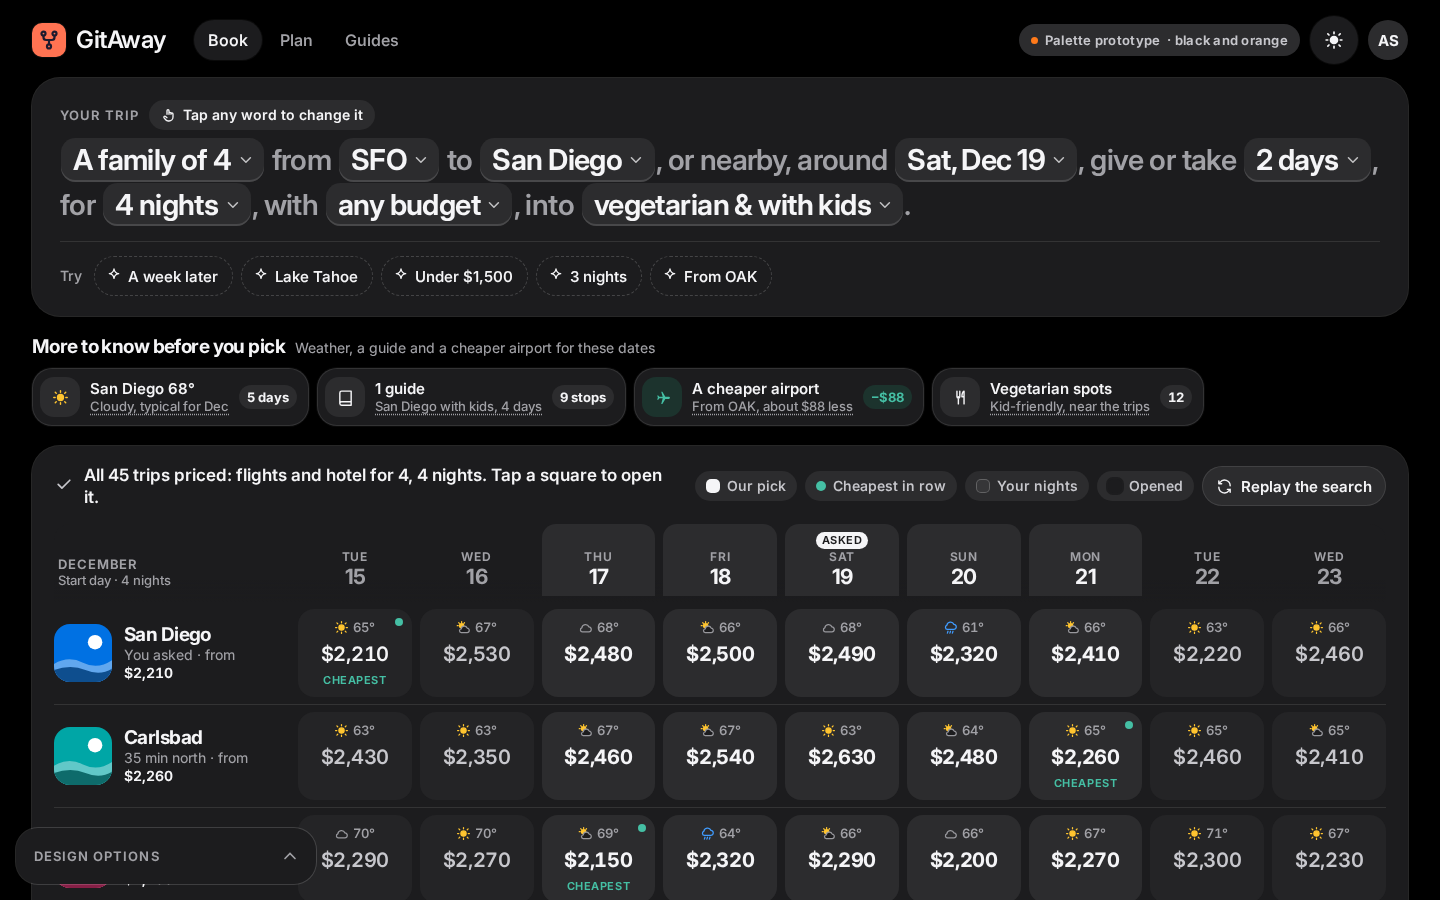 GitAway
Book
Plan
Guides
Palette prototype · black and orange
AS
YOUR TRIP
Tap any word to change it
A family of 4 from SFO to San Diego, or nearby, around Sat, Dec 19, give or take 2 days,
for 4 nights, with any budget, into vegetarian & with kids.
Try
A week later
Lake Tahoe
Under $1,500
3 nights
From OAK
More to know before you pick
Weather, a guide and a cheaper airport for these dates
San Diego 68°
Cloudy, typical for Dec
5 days
1 guide
San Diego with kids, 4 days
9 stops
A cheaper airport
From OAK, about $88 less
−$88
Vegetarian spots
Kid-friendly, near the trips
12
All 45 trips priced: flights and hotel for 4, 4 nights. Tap a square to open
it.
Our pick
Cheapest in row
Your nights
Opened
Replay the search
DECEMBER
Start day · 4 nights
TUE
15
WED
16
THU
17
FRI
18
ASKED
SAT
19
SUN
20
MON
21
TUE
22
WED
23
San Diego
You asked · from
$2,210
65°
$2,210
CHEAPEST
67°
$2,530
68°
$2,480
66°
$2,500
68°
$2,490
61°
$2,320
66°
$2,410
63°
$2,220
66°
$2,460
Carlsbad
35 min north · from
$2,260
63°
$2,430
63°
$2,350
67°
$2,460
67°
$2,540
63°
$2,630
64°
$2,480
65°
$2,260
CHEAPEST
65°
$2,460
65°
$2,410
70°
$2,290
70°
$2,270
69°
$2,150
CHEAPEST
64°
$2,320
66°
$2,290
66°
$2,200
67°
$2,270
71°
$2,300
67°
$2,230
DESIGN OPTIONS